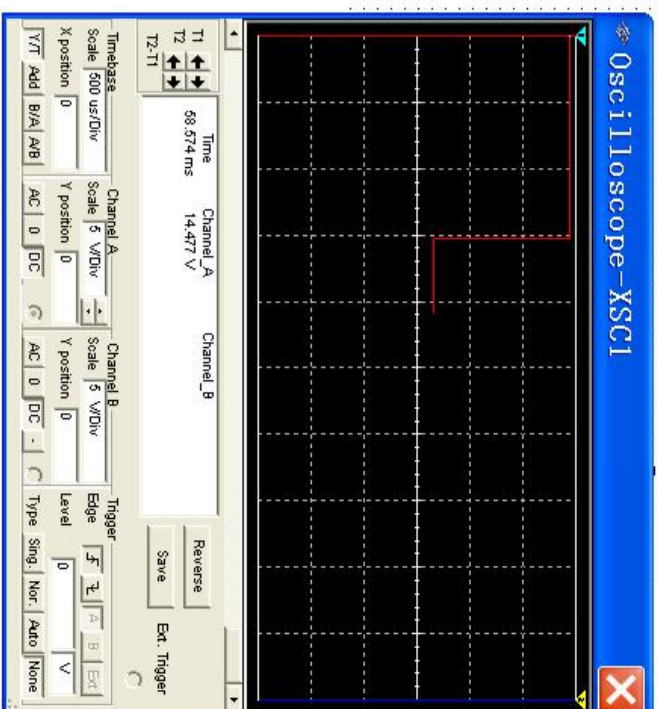 Oscilloscope-XSC1
T1
T2
T2-T1
Time Channel_A Channel_B
58.574 ms 14.477 V
Reverse
Save
Ext. Trigger
Timebase
Scale 500 us/Div
X position 0
Y/T Add B/A A/B
Channel A
Scale 5 V/Div
Y position 0
AC 0 DC
Channel B
Scale 5 V/Div
Y position 0
AC 0 DC -
Trigger
Edge A B Ext
Level 0 V
Type Sing. Nor. Auto None